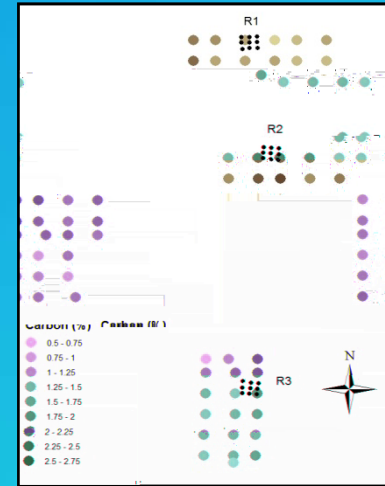 R1
R2
Carbon (%) Carbon (%)
0.5 - 0.75
0.75 - 1
1 - 1.25
1.25 - 1.5
1.5 - 1.75
1.75 - 2
2 - 2.25
2.25 - 2.5
2.5 - 2.75
R3
N